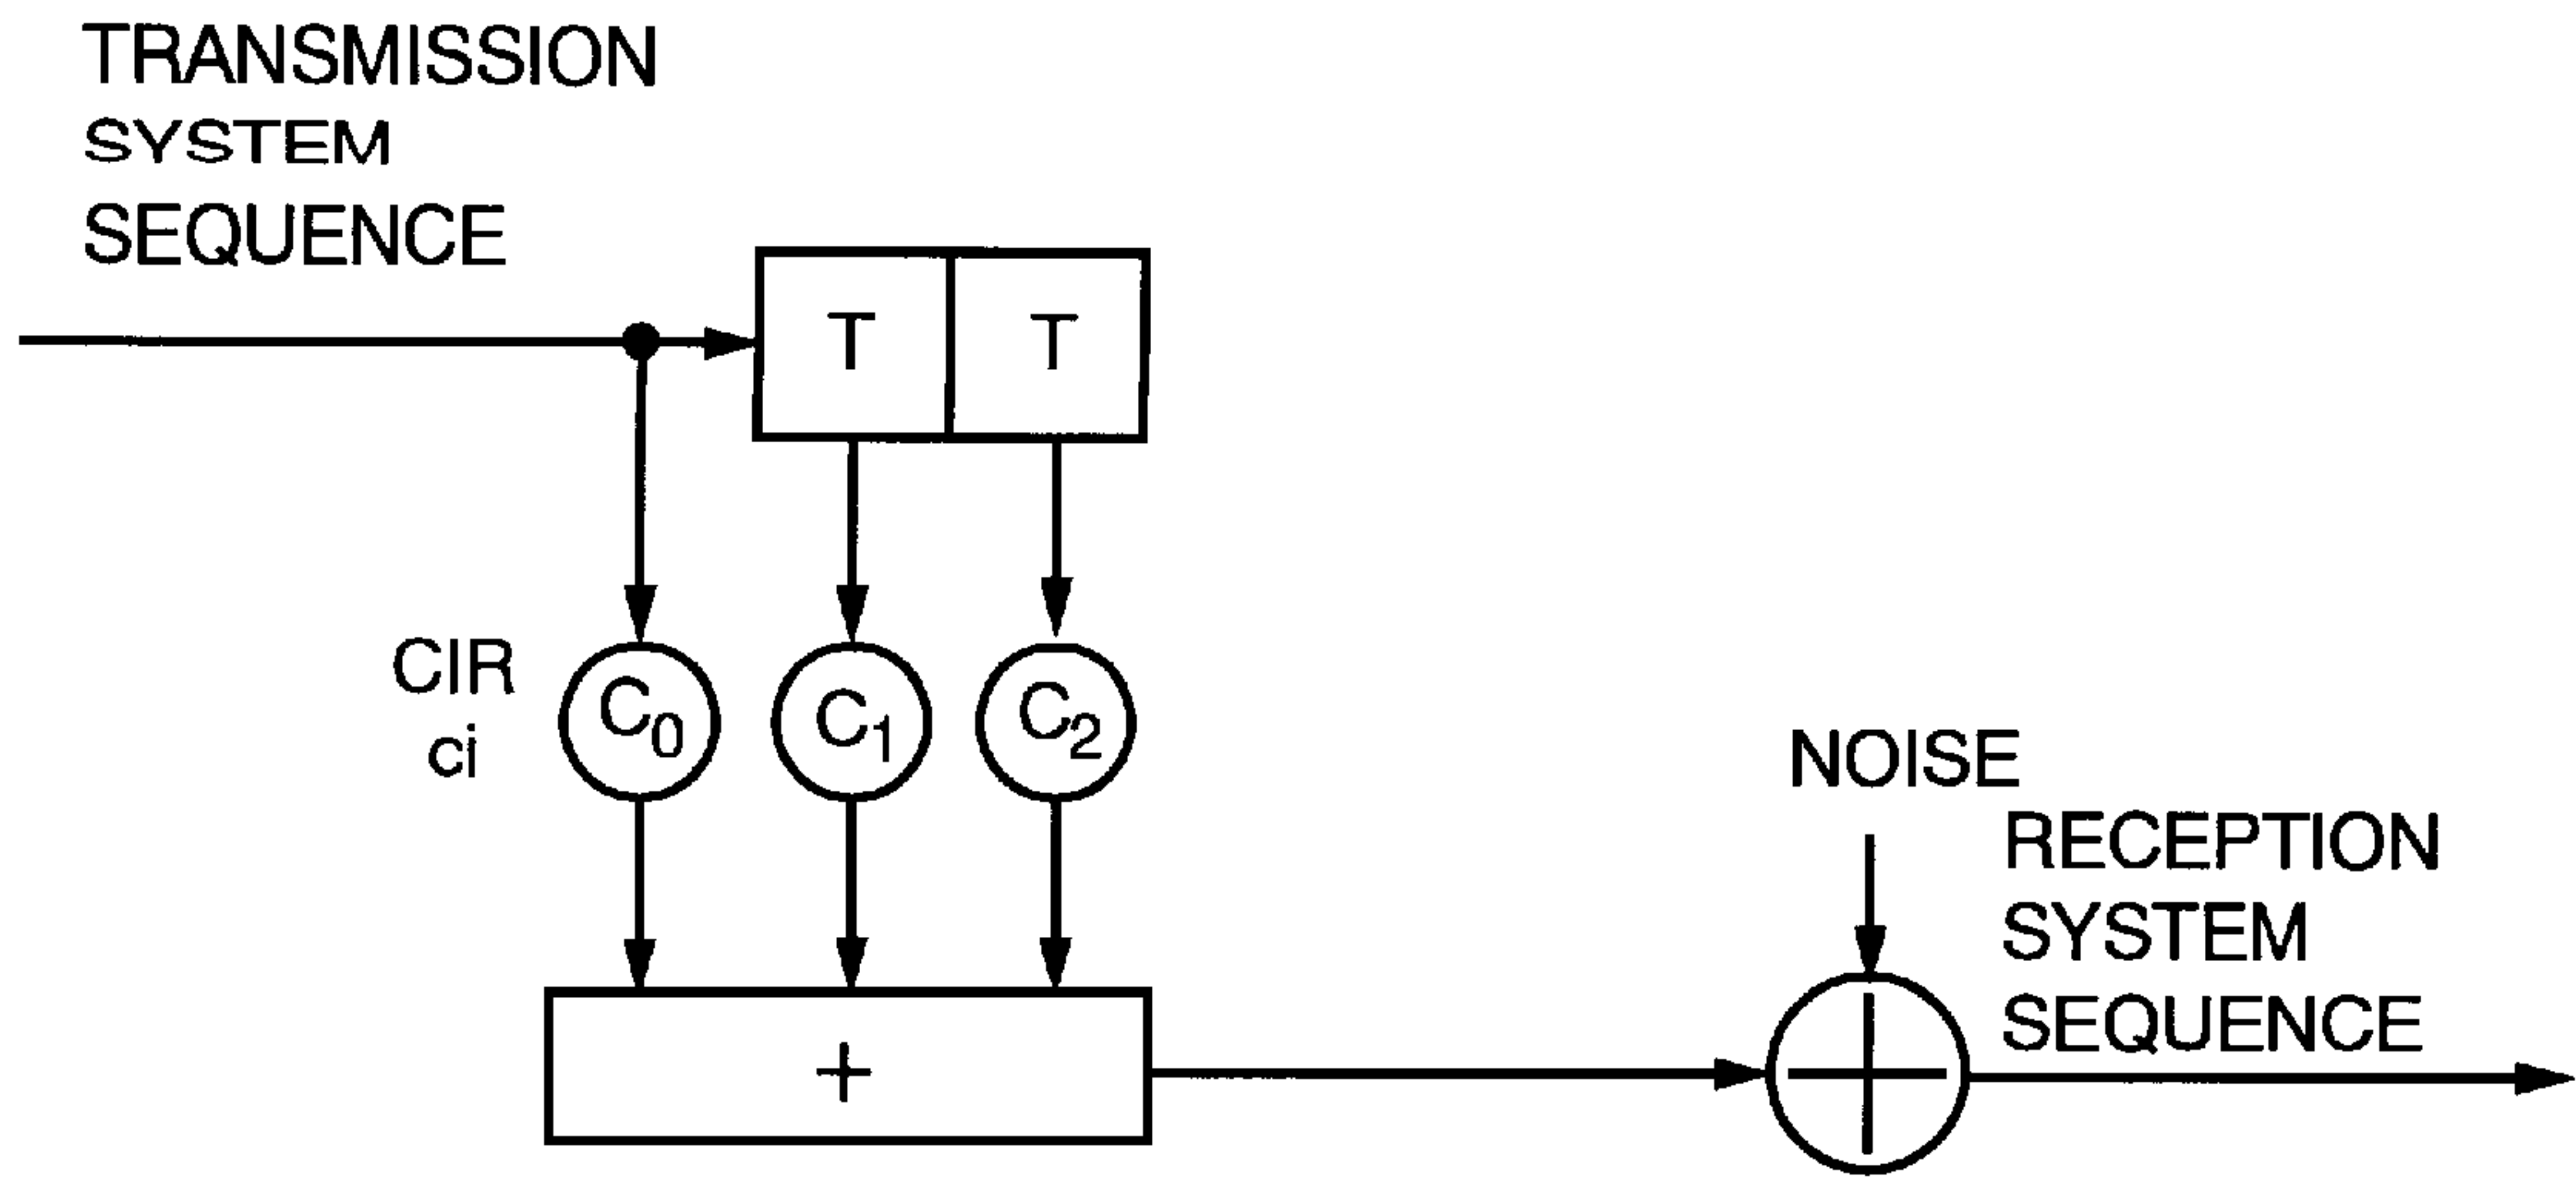 TRANSMISSION
SYSTEM
SEQUENCE
T T
CIR
ci
C0 C1 C2
NOISE
RECEPTION
SYSTEM
SEQUENCE
+